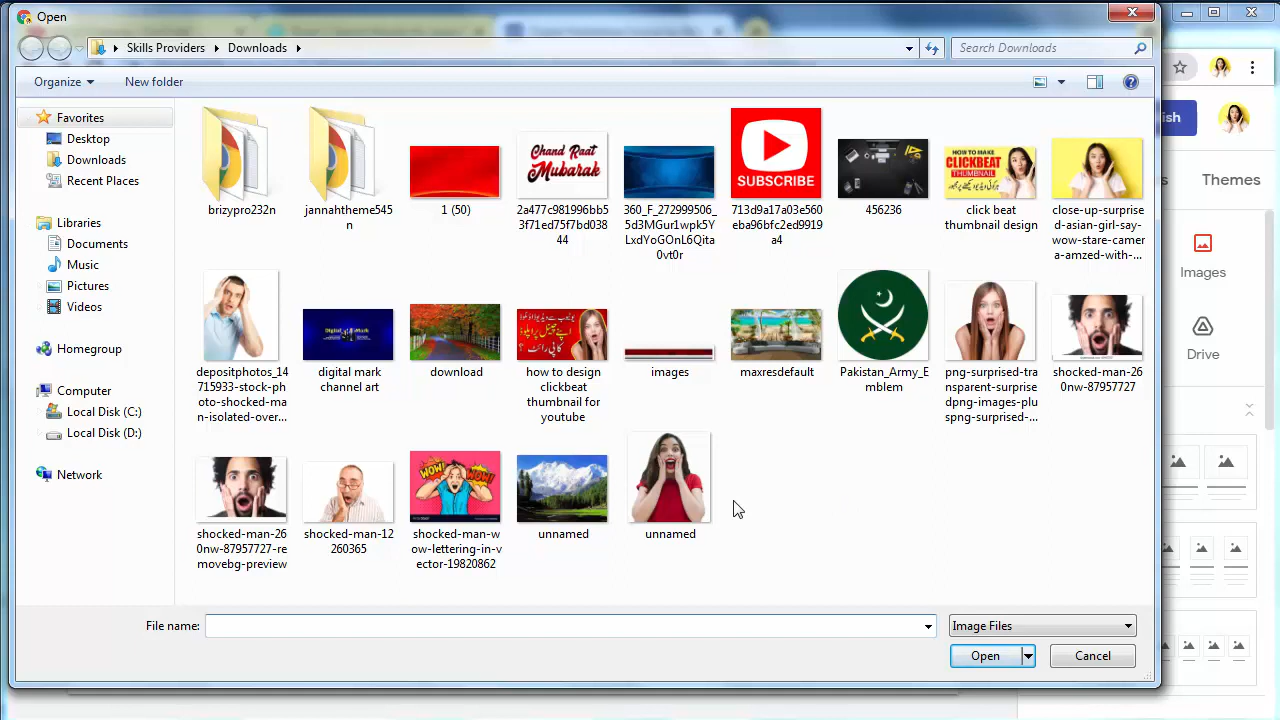 Open
Skills Providers
Downloads
Search Downloads
Organize
New folder
Favorites
Desktop
Downloads
Recent Places
Libraries
Documents
Music
Pictures
Videos
Homegroup
Computer
Local Disk (C:)
Local Disk (D:)
Network
brizypro232n
jannahtheme545
n
1 (50)
Chand Raat
Mubarak
2a477c981996bb5
3f71ed75f7bd038
44
360_F_272999506_
5d3MGur1wpk5Y
LxdYoGOnL6Qita
0vt0r
SUBSCRIBE
713d9a17a03e560
eba96bfc2ed9919
a4
456236
HOW TO MAKE
CLICKBEAT
THUMBNAIL
click beat
thumbnail design
close-up-surprise
d-asian-girl-say-
wow-stare-camer
a-amzed-with-...
depositphotos_14
715933-stock-ph
oto-shocked-ma
n-isolated-over...
Digital Mark
digital mark
channel art
download
how to design
clickbeat
thumbnail for
youtube
images
maxresdefault
Pakistan_Army_E
mblem
png-surprised-tra
nsparent-surprise
dpng-images-plu
spng-surprised-...
shocked-man-26
0nw-87957727
shocked-man-26
0nw-87957727-re
movebg-preview
shocked-man-12
260365
WOW!
WOW!
shocked-man-w
ow-lettering-in-v
ector-19820862
unnamed
unnamed
File name:
Image Files
Open
Cancel
ish
s
Themes
Images
Drive